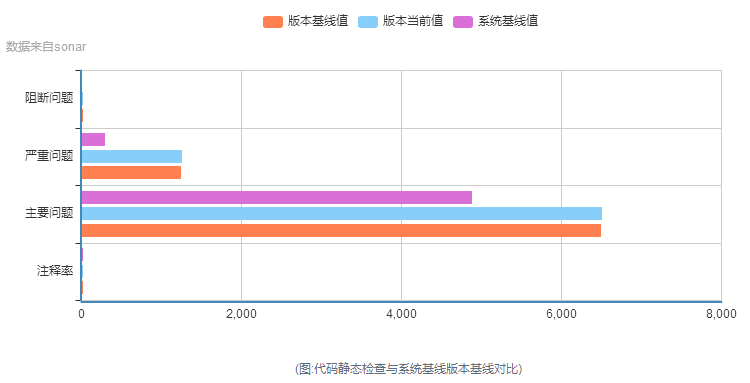 版本基线值 版本当前值 系统基线值
数据来自sonar
阻断问题
严重问题
主要问题
注释率
0 2,000 4,000 6,000 8,000
(图:代码静态检查与系统基线版本基线对比)